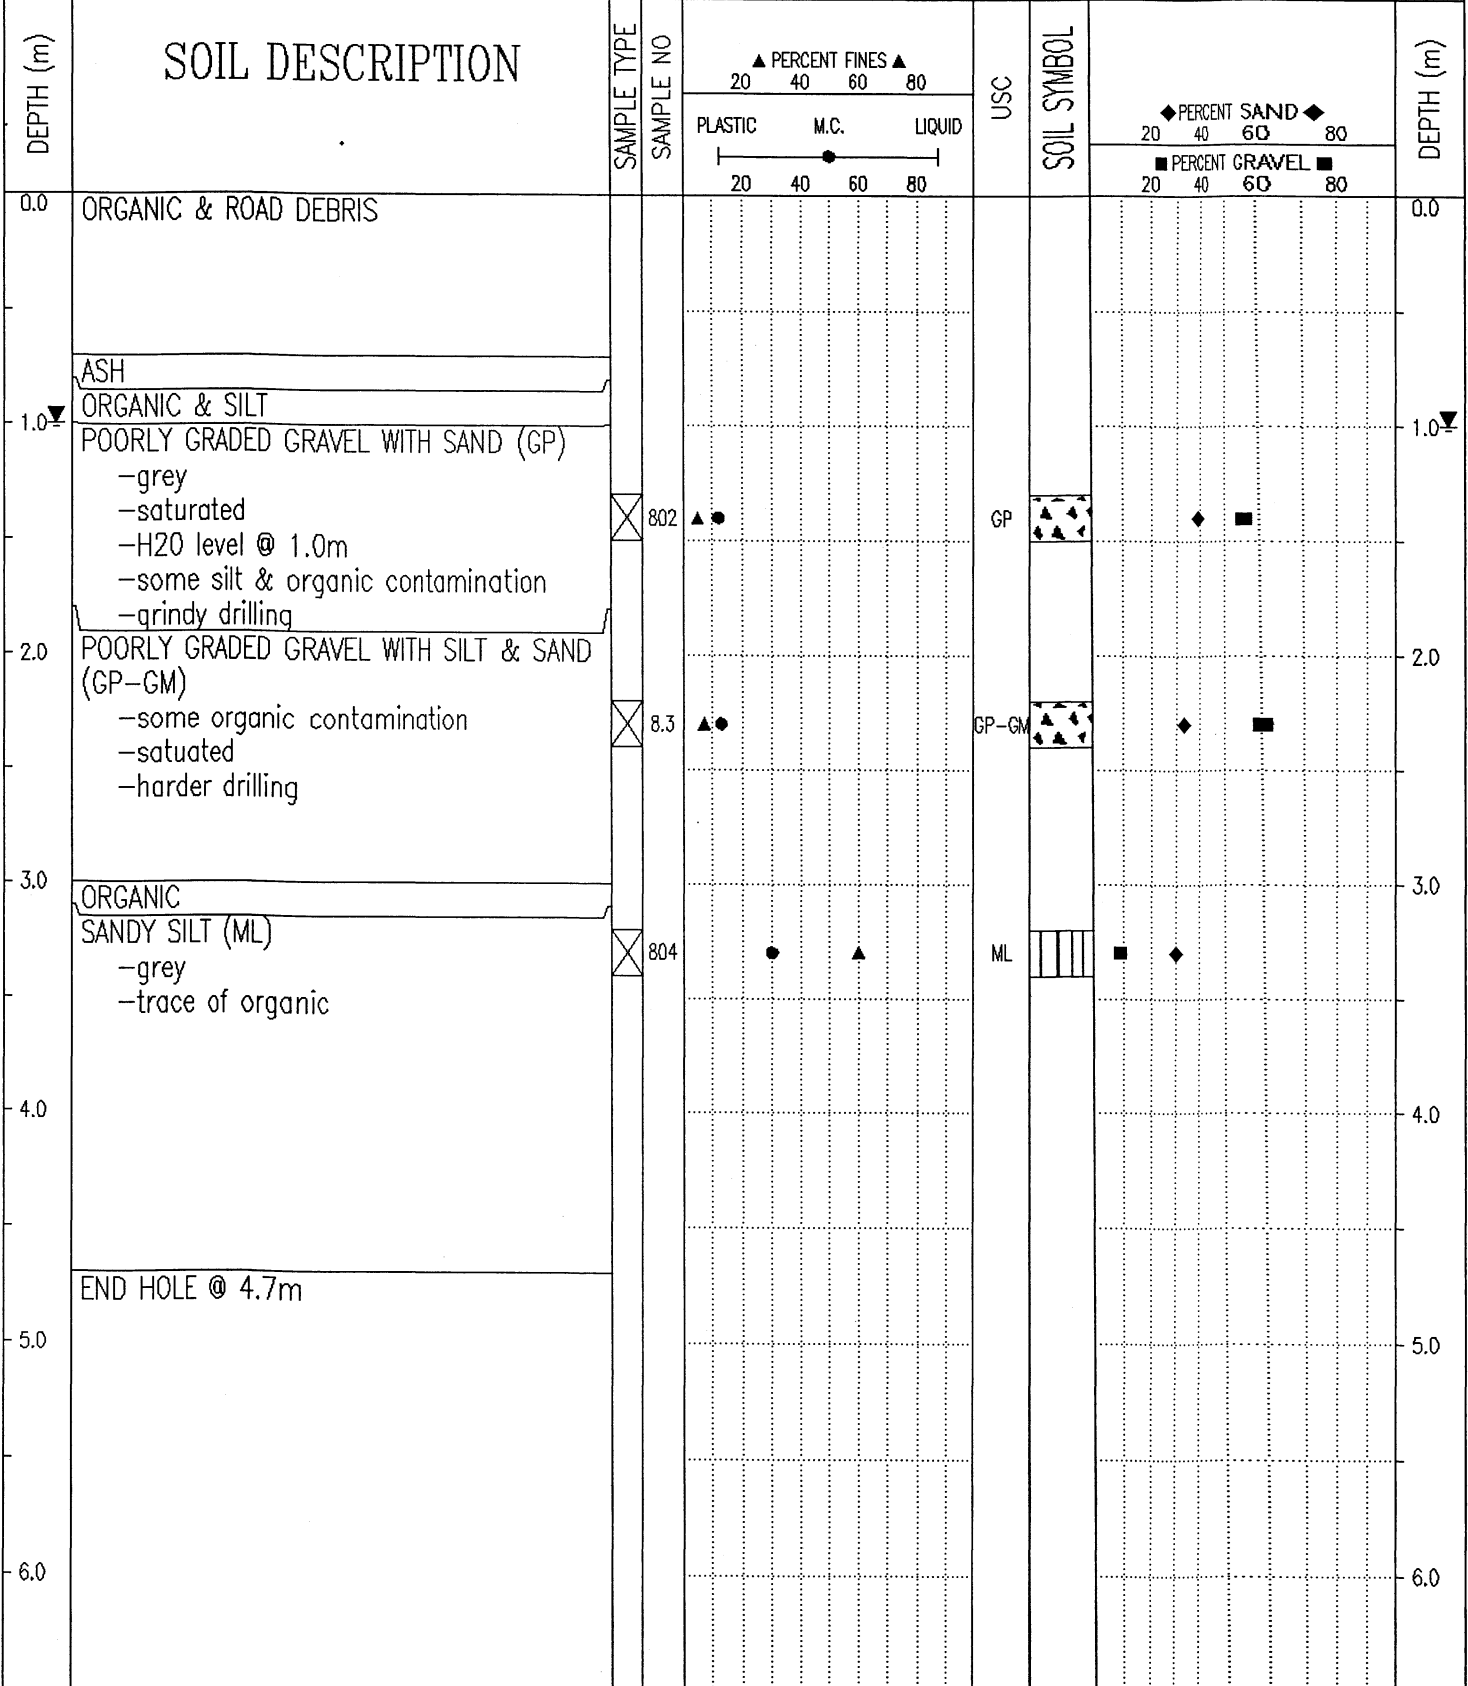 DEPTH (m)
SOIL DESCRIPTION
SAMPLE TYPE
SAMPLE NO
▲ PERCENT FINES ▲
20 40 60 80
PLASTIC M.C. LIQUID
20 40 60 80
USC
SOIL SYMBOL
◆ PERCENT SAND ◆
20 40 60 80
■ PERCENT GRAVEL ■
20 40 60 80
DEPTH (m)
0.0 ORGANIC & ROAD DEBRIS 0.0
ASH
ORGANIC & SILT
1.0 1.0
POORLY GRADED GRAVEL WITH SAND (GP)
-grey
-saturated 802 GP
-H2O level @ 1.0m
-some silt & organic contamination
-grindy drilling
2.0 POORLY GRADED GRAVEL WITH SILT & SAND 2.0
(GP-GM)
-some organic contamination 8.3 GP-GM
-satuated
-harder drilling
3.0 3.0
ORGANIC
SANDY SILT (ML)
804 ML
-grey
-trace of organic
4.0 4.0
END HOLE @ 4.7m
5.0 5.0
6.0 6.0